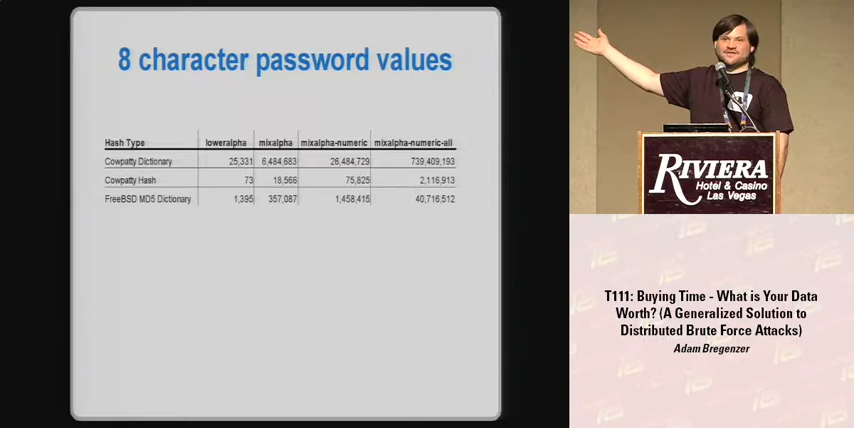 8 character password values
Hash Type loweralpha mixalpha mixalpha-numeric mixalpha-numeric-all
Cowpatty Dictionary 25,331 6,484,683 26,484,729 739,409,193
Cowpatty Hash 73 18,566 75,825 2,116,913
FreeBSD MD5 Dictionary 1,395 357,087 1,458,415 40,716,512
RIVIERA
Hotel & Casino
Las Vegas
T111: Buying Time - What is Your Data
Worth? (A Generalized Solution to
Distributed Brute Force Attacks)
Adam Bregenzer